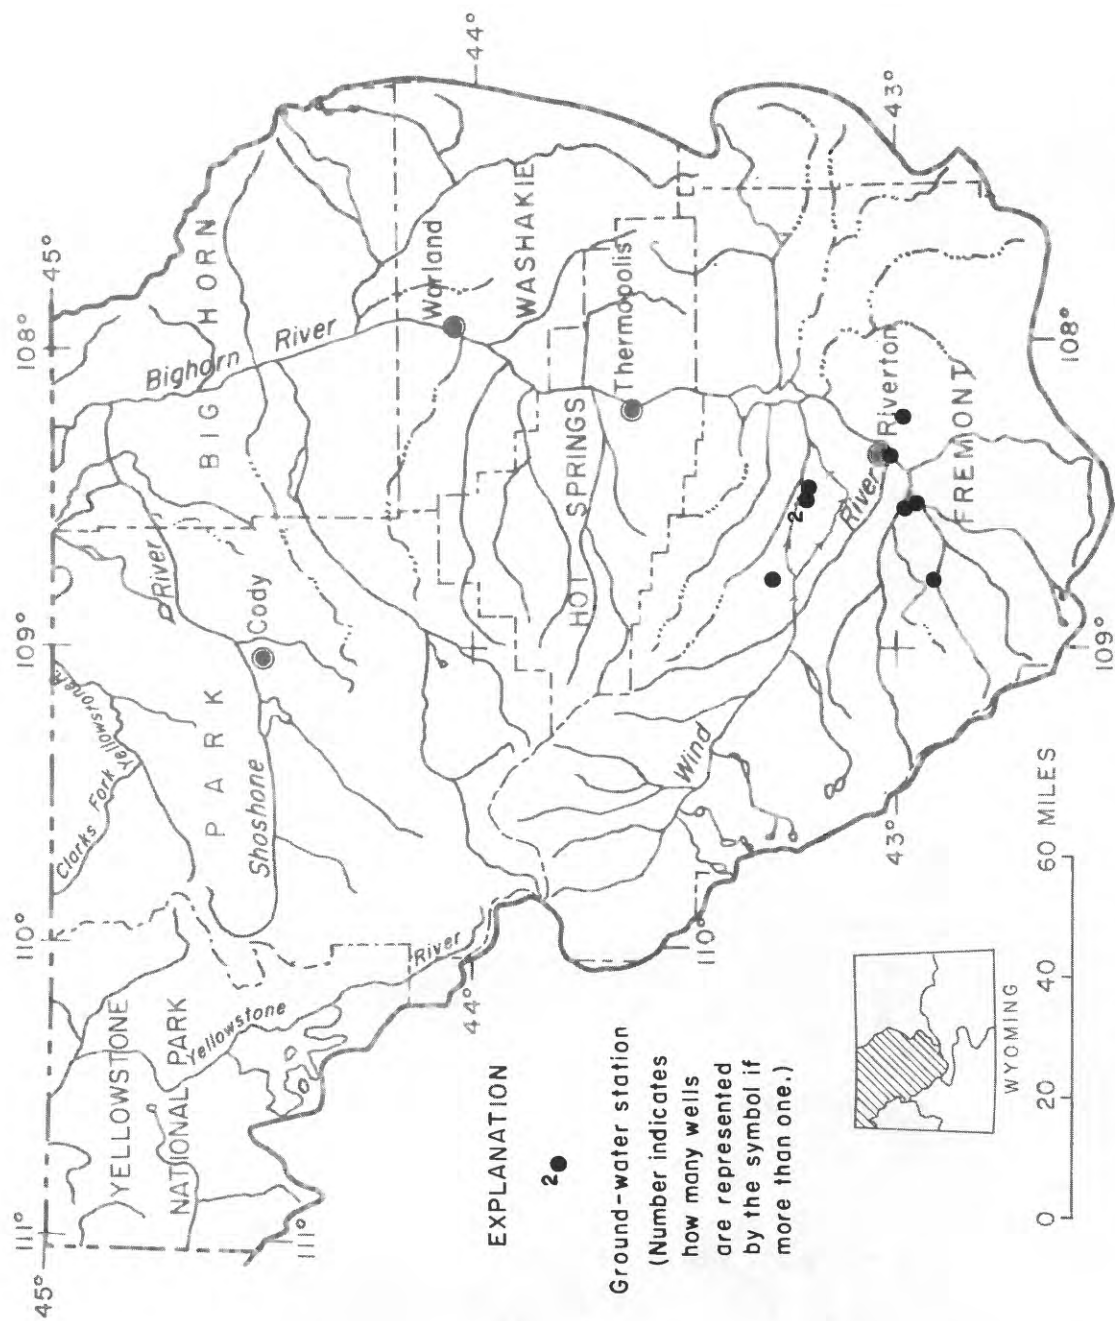 45°
111°
110°
109°
108°
45°
YELLOWSTONE
NATIONAL PARK
Yellowstone
River
Clarks Fork
Yellowstone R.
PARK
Shoshone
River
Cody
BIG HORN
Bighorn River
Worland
WASHAKIE
44°
44°
HOT SPRINGS
Thermopolis
111°
110°
Wind
River
2
Riverton
FREMONT
43°
43°
109°
108°
EXPLANATION
2
Ground-water station
(Number indicates
how many wells
are represented
by the symbol if
more than one.)
WYOMING
0 20 40 60 MILES